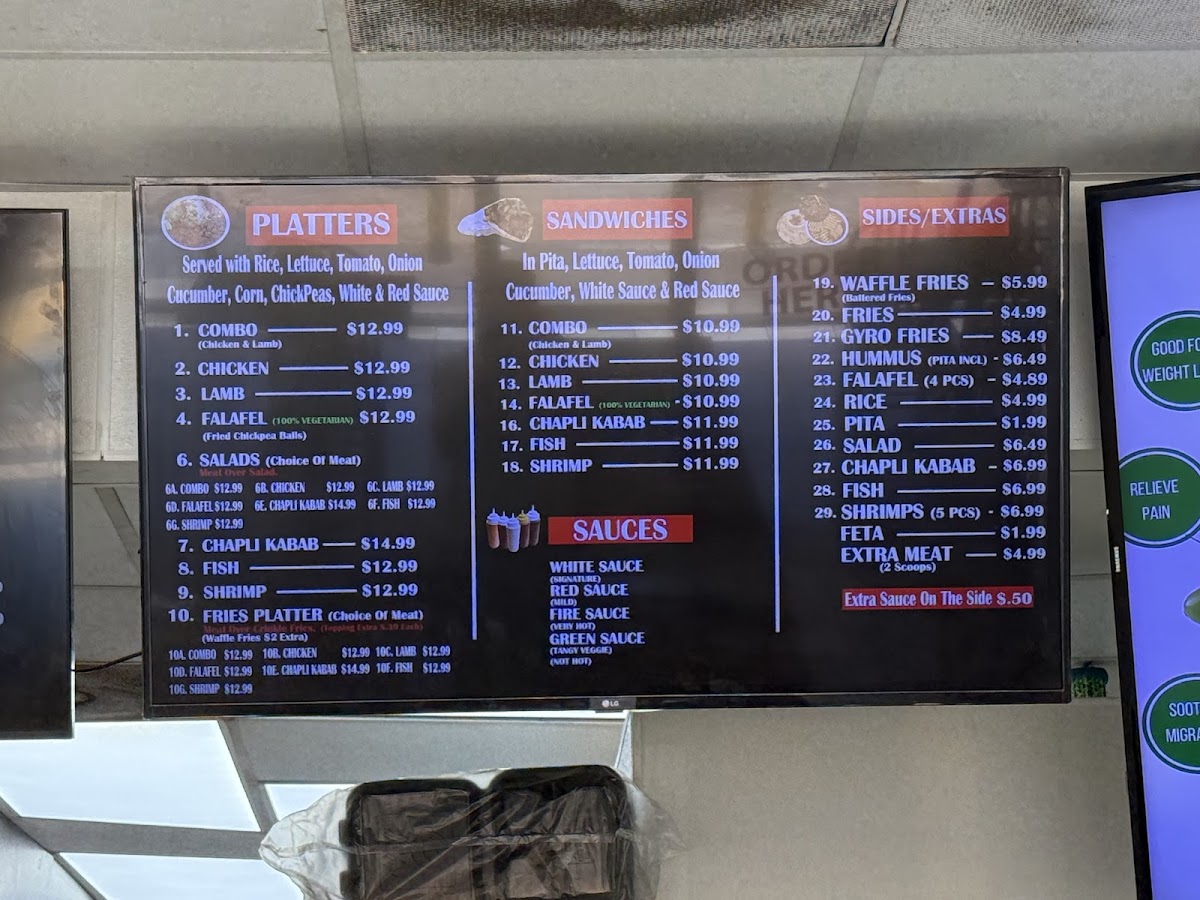 PLATTERS
Served with Rice, Lettuce, Tomato, Onion
Cucumber, Corn, ChickPeas, White & Red Sauce
1. COMBO $12.99
(Chicken & Lamb)
2. CHICKEN $12.99
3. LAMB $12.99
4. FALAFEL (100% VEGETARIAN) $12.99
(Fried Chickpea Balls)
6. SALADS (Choice Of Meat)
Meat Over Salad.
6A. COMBO $12.99 6B. CHICKEN $12.99 6C. LAMB $12.99
6D. FALAFEL $12.99 6E. CHAPLI KABAB $14.99 6F. FISH $12.99
6G. SHRIMP $12.99
7. CHAPLI KABAB $14.99
8. FISH $12.99
9. SHRIMP $12.99
10. FRIES PLATTER (Choice Of Meat)
Meat Over Crinkle Fries.
(Waffle Fries $2 Extra)
10A. COMBO $12.99 10B. CHICKEN $12.99 10C. LAMB $12.99
10D. FALAFEL $12.99 10E. CHAPLI KABAB $14.99 10F. FISH $12.99
10G. SHRIMP $12.99
SANDWICHES
In Pita, Lettuce, Tomato, Onion
Cucumber, White Sauce & Red Sauce
11. COMBO $10.99
(Chicken & Lamb)
12. CHICKEN $10.99
13. LAMB $10.99
14. FALAFEL (100% VEGETARIAN) - $10.99
16. CHAPLI KABAB $11.99
17. FISH $11.99
18. SHRIMP $11.99
SAUCES
WHITE SAUCE
(SIGNATURE)
RED SAUCE
(MILD)
FIRE SAUCE
(VERY HOT)
GREEN SAUCE
(TANGY VEGGIE)
(NOT HOT)
SIDES/EXTRAS
ORDER
HERE
19. WAFFLE FRIES - $5.99
(Battered Fries)
20. FRIES $4.99
21. GYRO FRIES - $8.49
22. HUMMUS (PITA INCL) - $6.49
23. FALAFEL (4 PCS) - $4.89
24. RICE $4.99
25. PITA $1.99
26. SALAD $6.49
27. CHAPLI KABAB - $6.99
28. FISH $6.99
29. SHRIMPS (5 PCS) - $6.99
FETA $1.99
EXTRA MEAT $4.99
(2 Scoops)
Extra Sauce On The Side $.50
LG
GOOD FO
WEIGHT L
RELIEVE
PAIN
SOOT
MIGRA